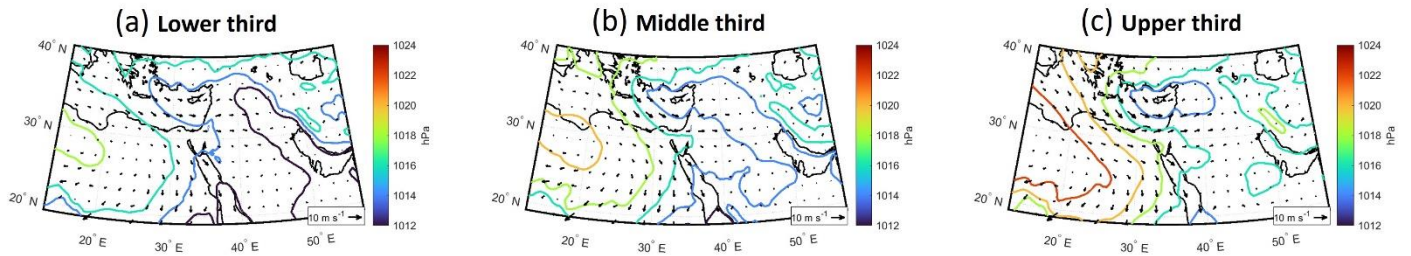 (a) Lower third
40° N
30° N
20° N
20° E
30° E
40° E
50° E
10 m s⁻¹
1024
1022
1020
1018
1016
1014
1012
hPa
(b) Middle third
40° N
30° N
20° N
20° E
30° E
40° E
50° E
10 m s⁻¹
1024
1022
1020
1018
1016
1014
1012
hPa
(c) Upper third
40° N
30° N
20° N
20° E
30° E
40° E
50° E
10 m s⁻¹
1024
1022
1020
1018
1016
1014
1012
hPa